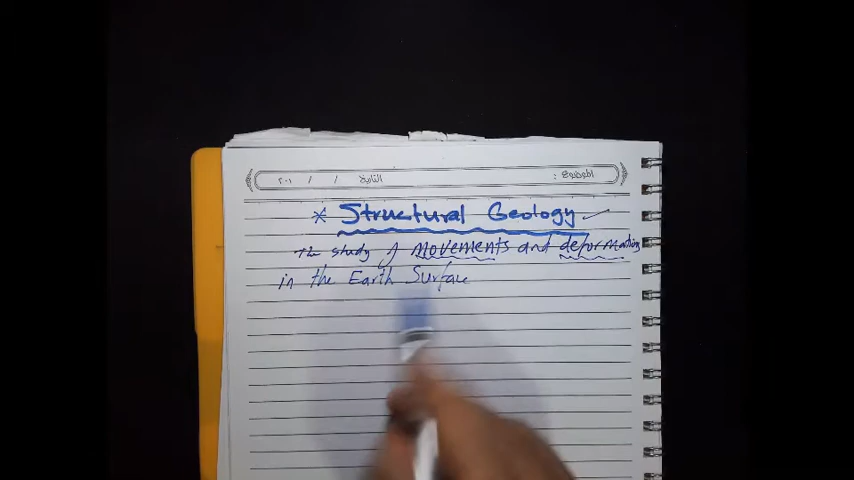 الموضوع : التاريخ / / ٢٠١
* Structural Geology
The study of movements and deformation
in the Earth Surface